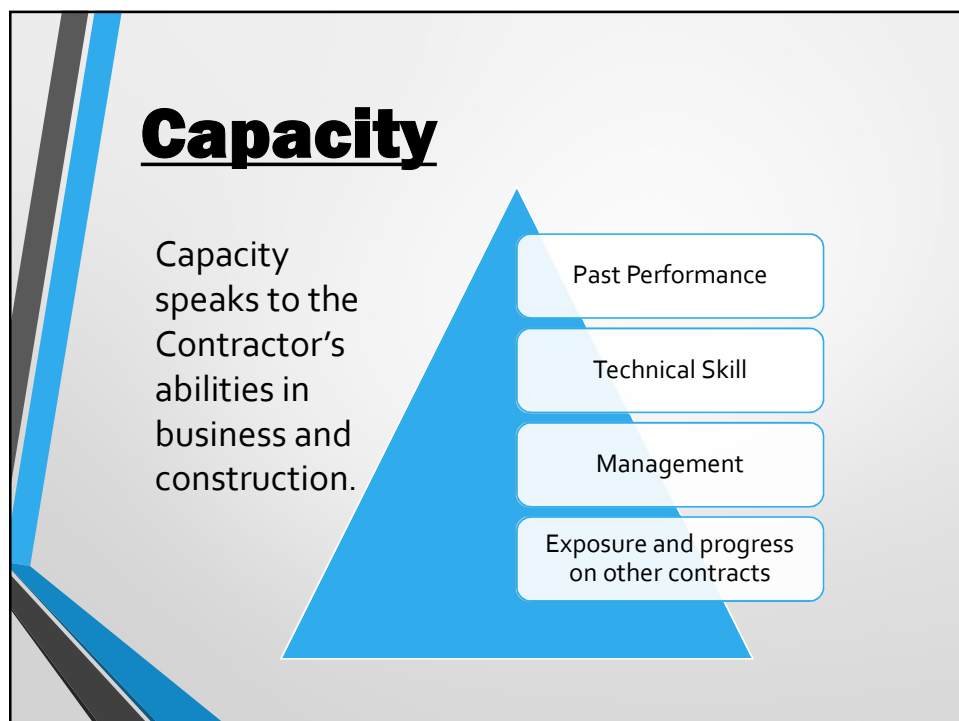 Capacity
Capacity
speaks to the
Contractor’s
abilities in
business and
construction.
Past Performance
Technical Skill
Management
Exposure and progress
on other contracts